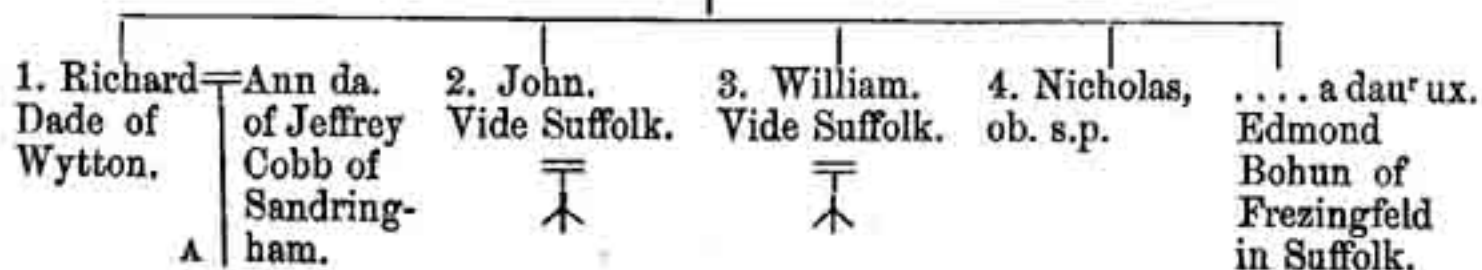 1. Richard=Ann da. 2. John. 3. William. 4. Nicholas, .... a dauʳ ux.
Dade of of Jeffrey Vide Suffolk. Vide Suffolk. ob. s.p. Edmond
Wytton. Cobb of Bohun of
Sandring- Frezingfeld
A ham. in Suffolk.